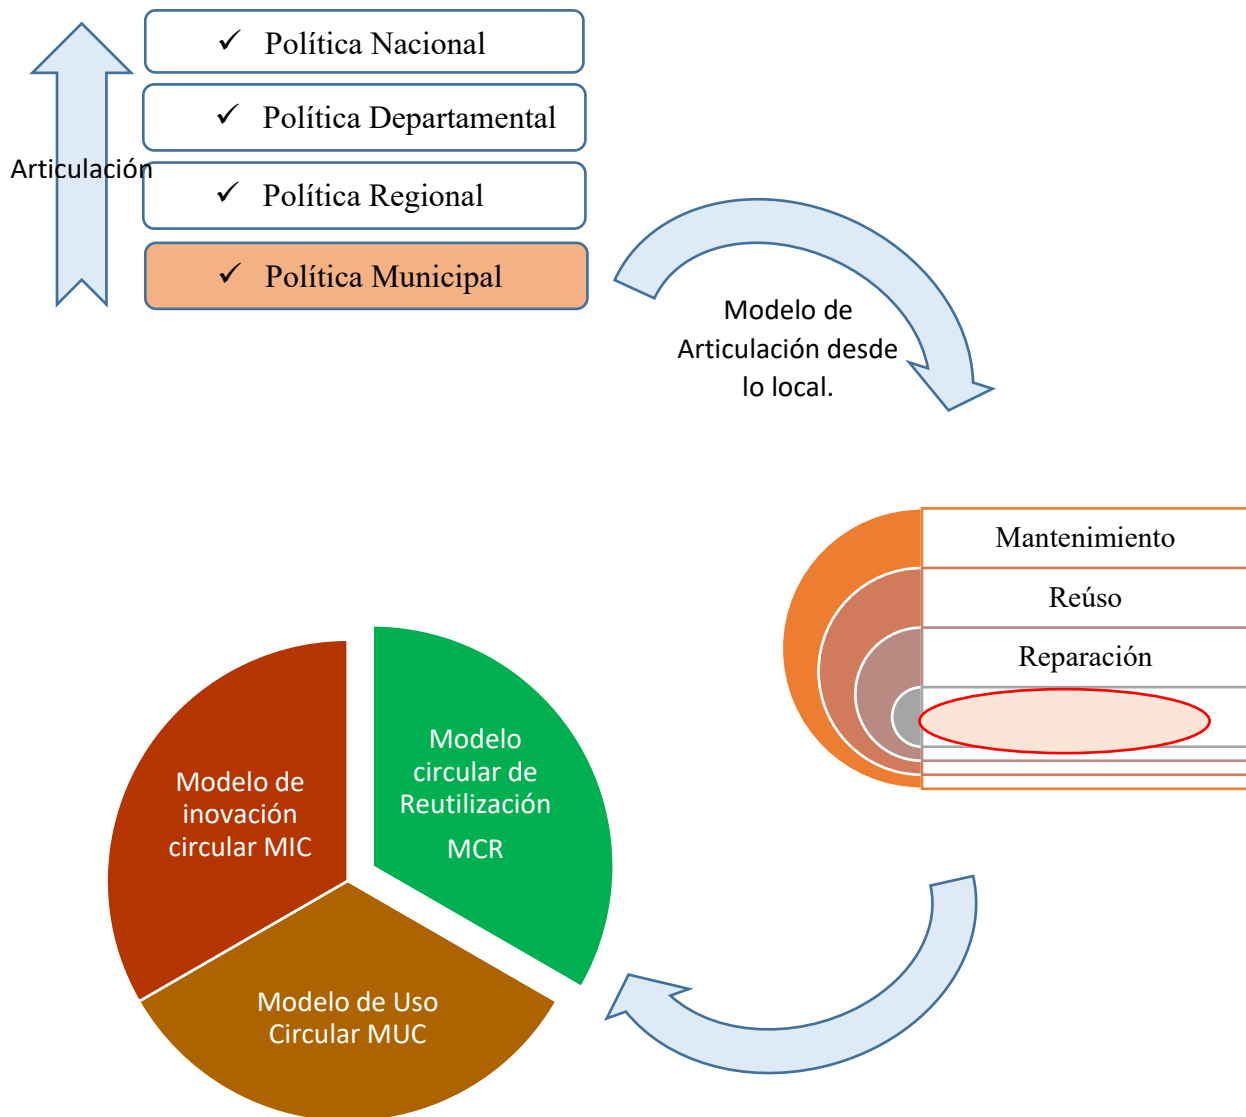 ✓ Política Nacional
✓ Política Departamental
Articulación
✓ Política Regional
✓ Política Municipal
Modelo de
Articulación desde
lo local.
Mantenimiento
Reúso
Reparación
Modelo
circular de
Reutilización
MCR
Modelo de
inovación
circular MIC
Modelo de Uso
Circular MUC